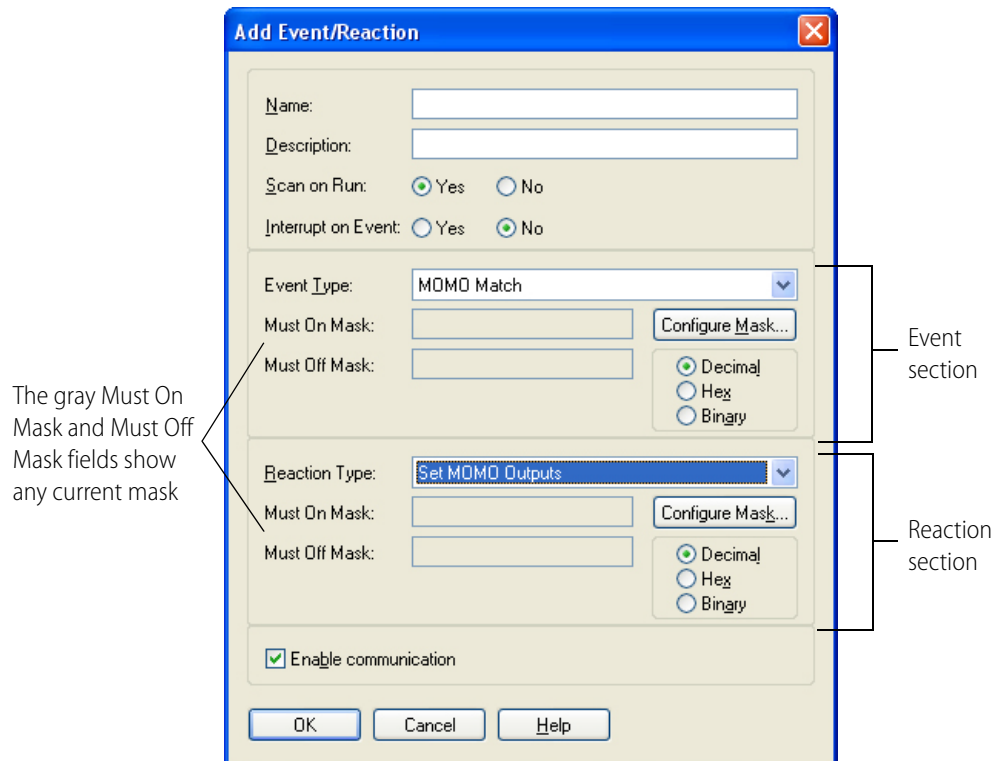 Add Event/Reaction
Name:
Description:
Scan on Run: Yes No
Interrupt on Event: Yes No
Event Type: MOMO Match
Must On Mask: Configure Mask...
Must Off Mask:
Decimal
Hex
Binary
Event
section
The gray Must On
Mask and Must Off
Mask fields show
any current mask
Reaction Type: Set MOMO Outputs
Must On Mask: Configure Mask...
Must Off Mask:
Decimal
Hex
Binary
Reaction
section
Enable communication
OK Cancel Help